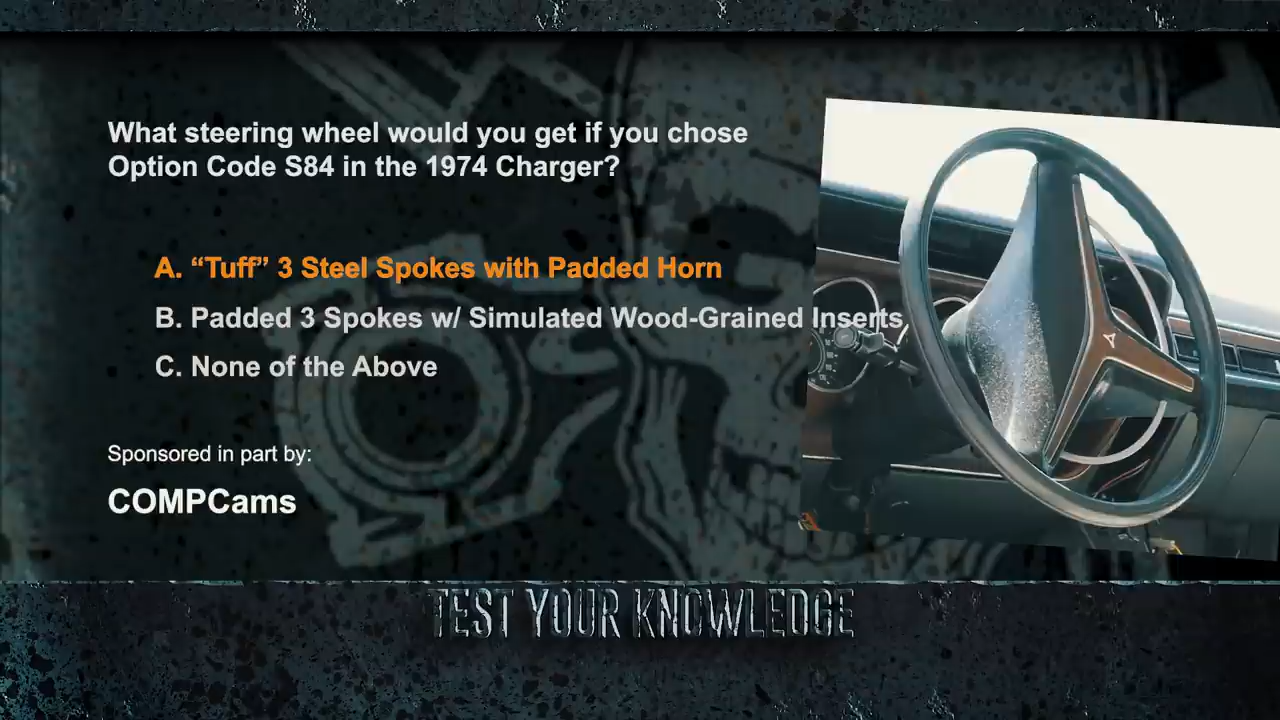 What steering wheel would you get if you chose
Option Code S84 in the 1974 Charger?
A. “Tuff” 3 Steel Spokes with Padded Horn
B. Padded 3 Spokes w/ Simulated Wood-Grained Inserts
C. None of the Above
Sponsored in part by:
COMPCams
TEST YOUR KNOWLEDGE